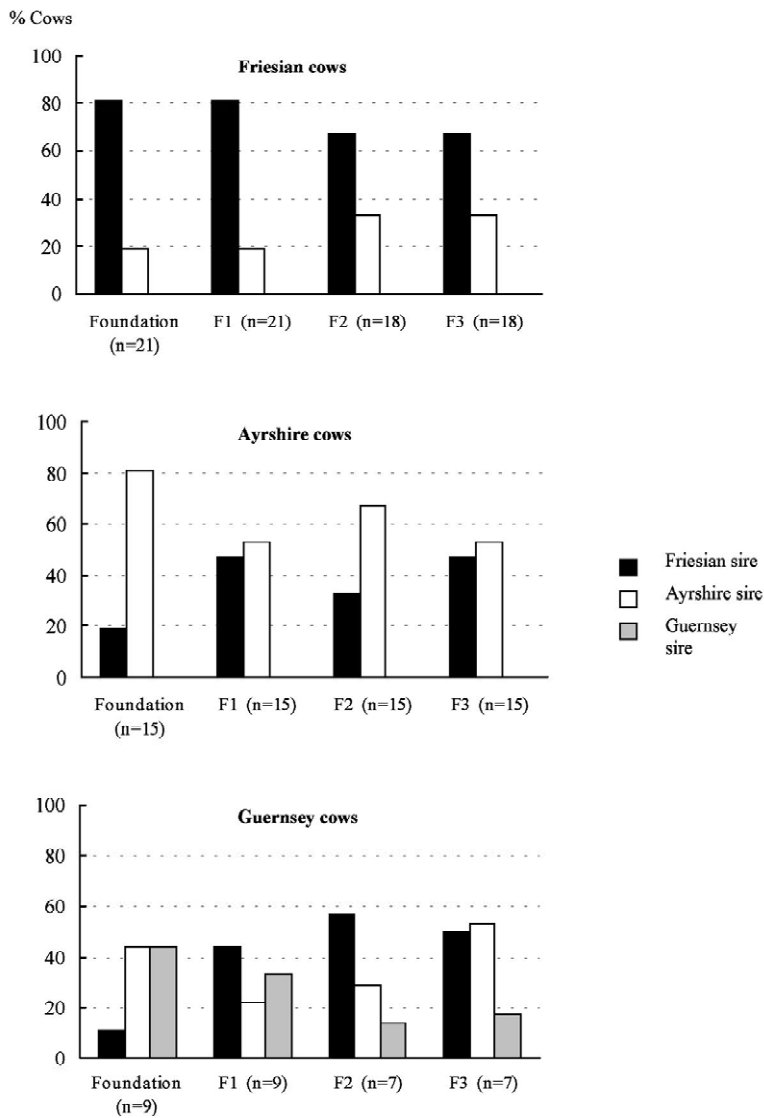 % Cows
Friesian cows
100
80
60
40
20
0
Foundation F1 (n=21) F2 (n=18) F3 (n=18)
(n=21)
Ayrshire cows
100
80
60
40
20
0
Foundation F1 (n=15) F2 (n=15) F3 (n=15)
(n=15)
Friesian sire
Ayrshire sire
Guernsey
sire
Guernsey cows
100
80
60
40
20
0
Foundation F1 (n=9) F2 (n=7) F3 (n=7)
(n=9)